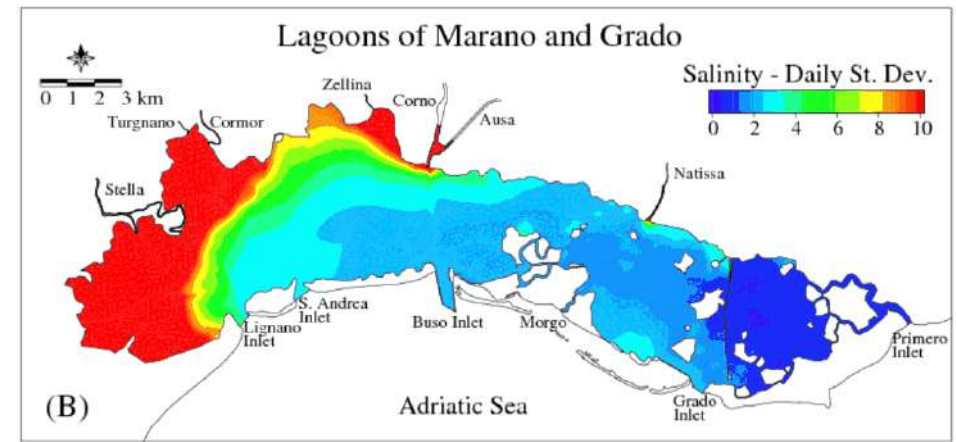 Lagoons of Marano and Grado
0 1 2 3 km
Salinity - Daily St. Dev.
0 2 4 6 8 10
Zellina
Corno
Turgnano
Cormor
Ausa
Stella
Natissa
S. Andrea
Inlet
Lignano
Inlet
Buso Inlet
Morgo
Primero
Inlet
Grado
Inlet
(B)
Adriatic Sea